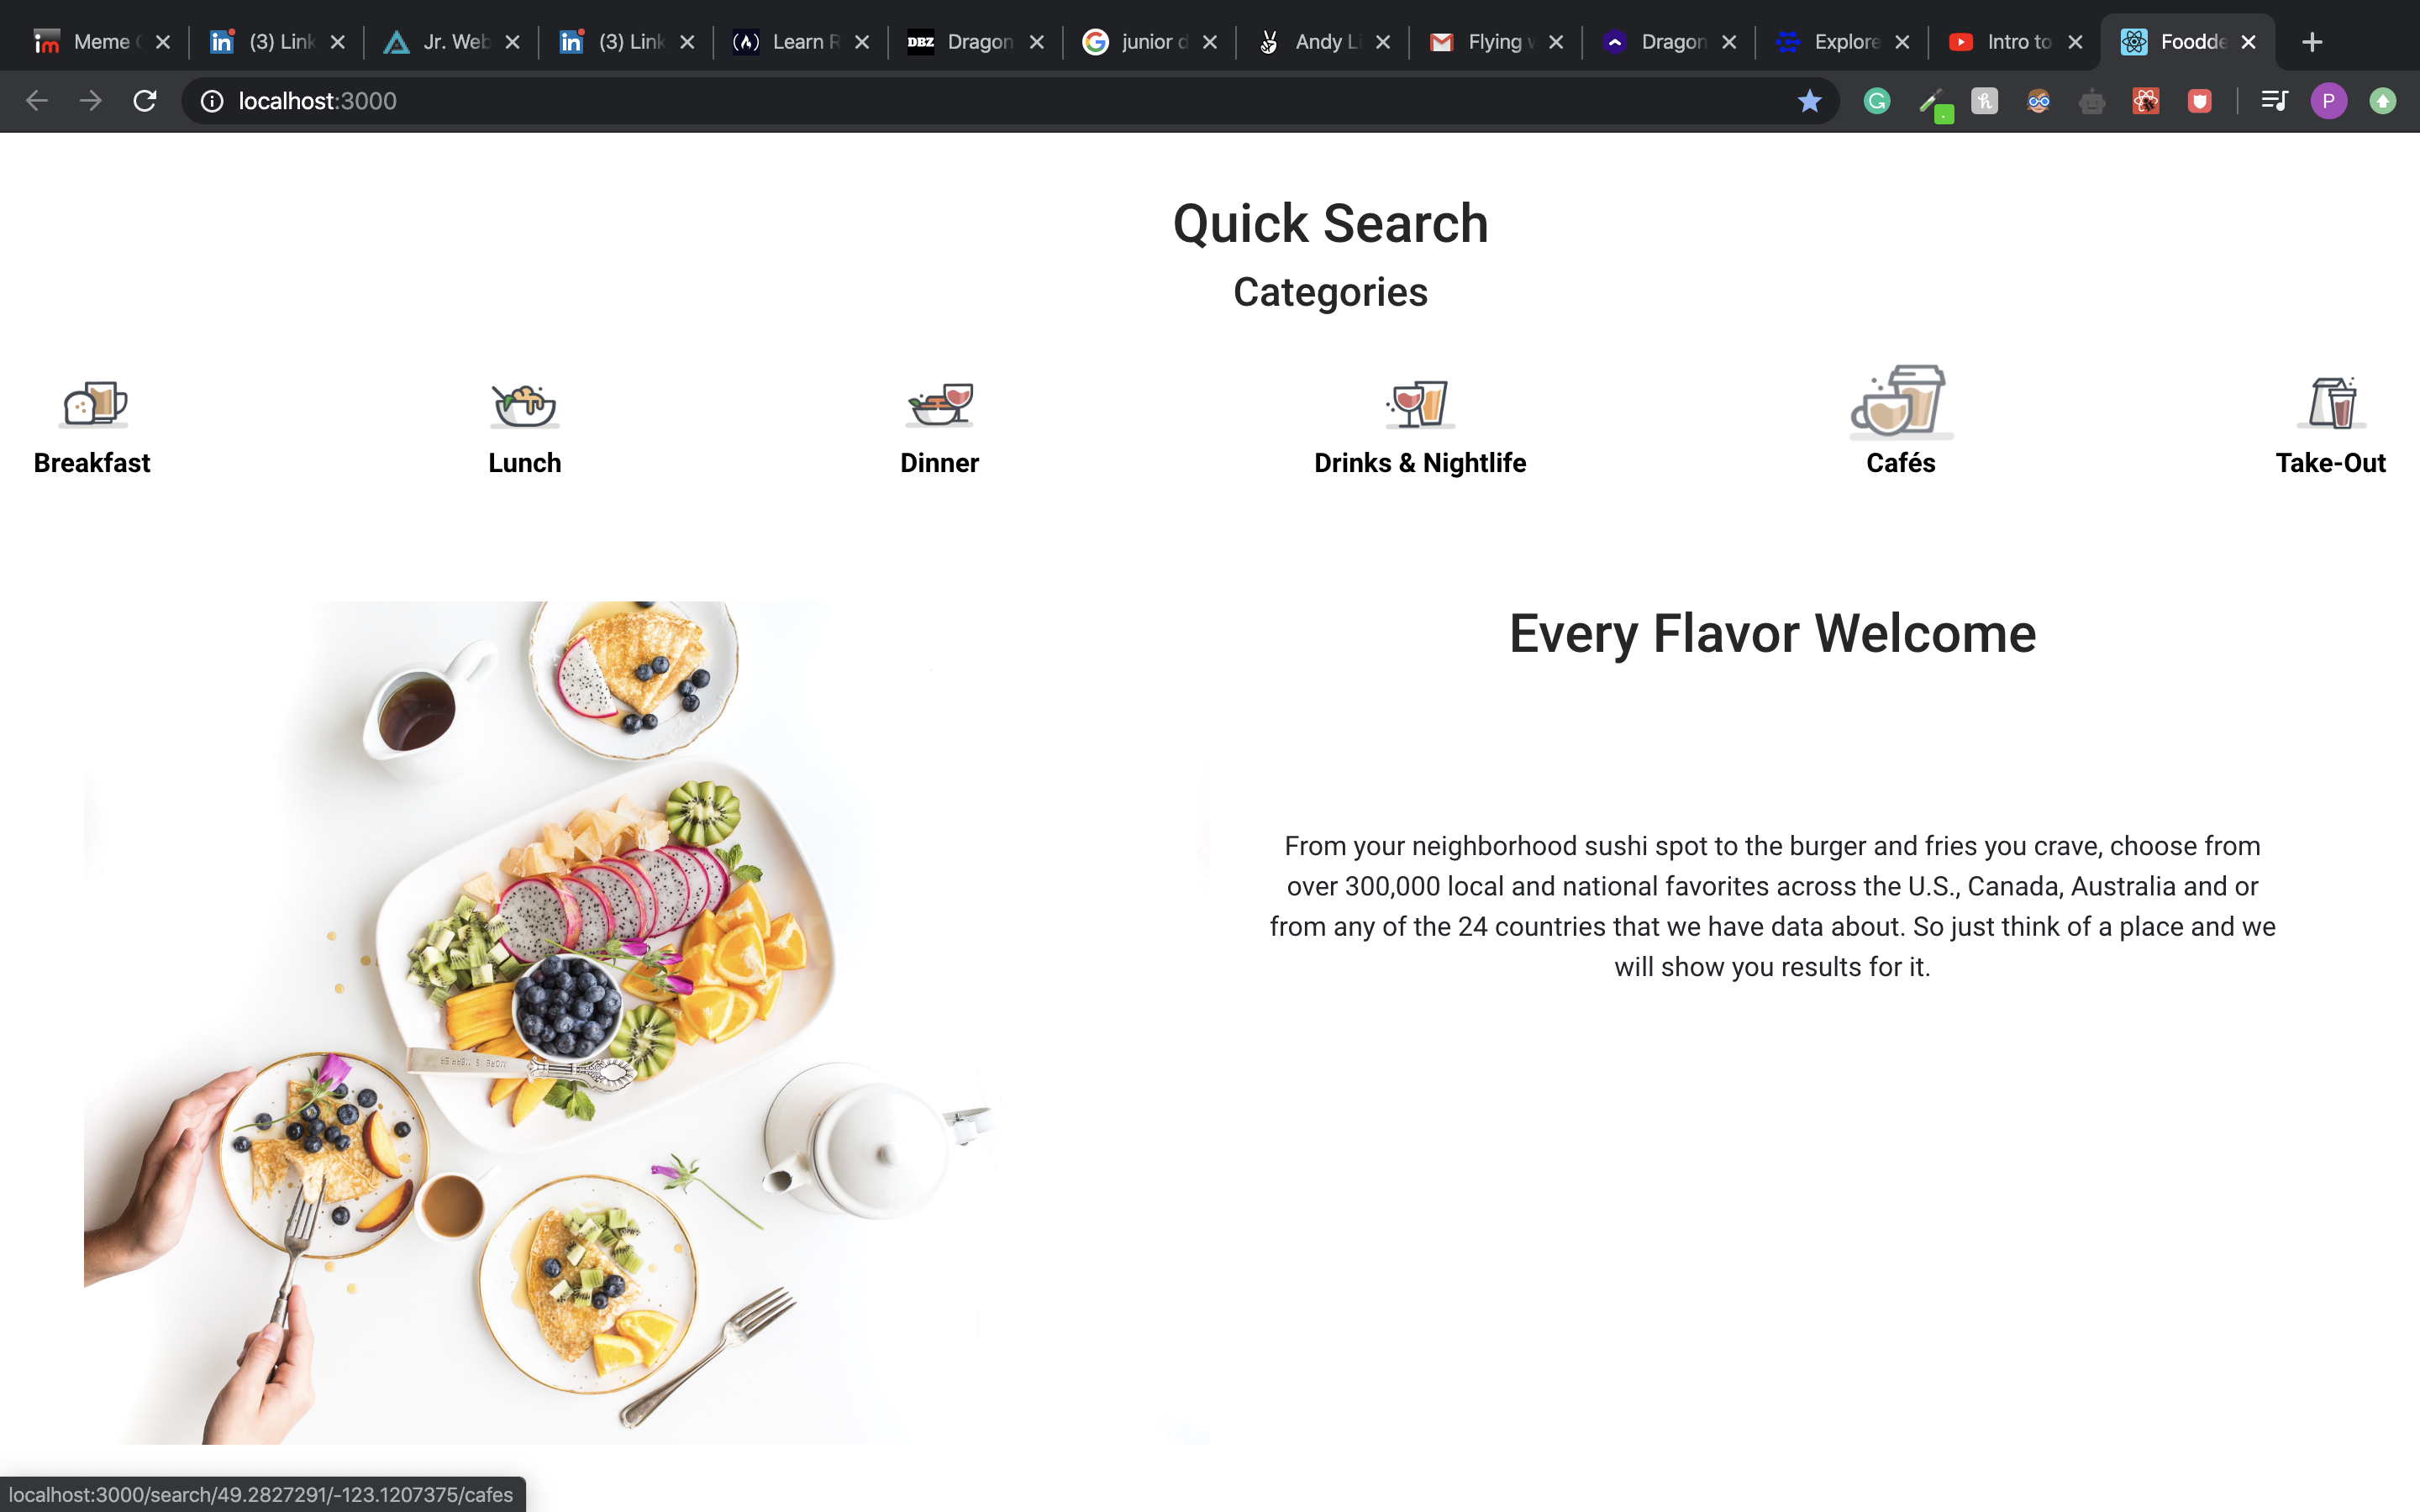 Meme
(3) Link
Jr. Web
(3) Link
Learn R
DBZ Dragon
junior d
Andy Li
Flying
Dragon
Explore
Intro to
Foodde
localhost:3000
P
Quick Search
Categories
Breakfast
Lunch
Dinner
Drinks & Nightlife
Cafés
Take-Out
Every Flavor Welcome
From your neighborhood sushi spot to the burger and fries you crave, choose from
over 300,000 local and national favorites across the U.S., Canada, Australia and or
from any of the 24 countries that we have data about. So just think of a place and we
will show you results for it.
localhost:3000/search/49.2827291/-123.1207375/cafes